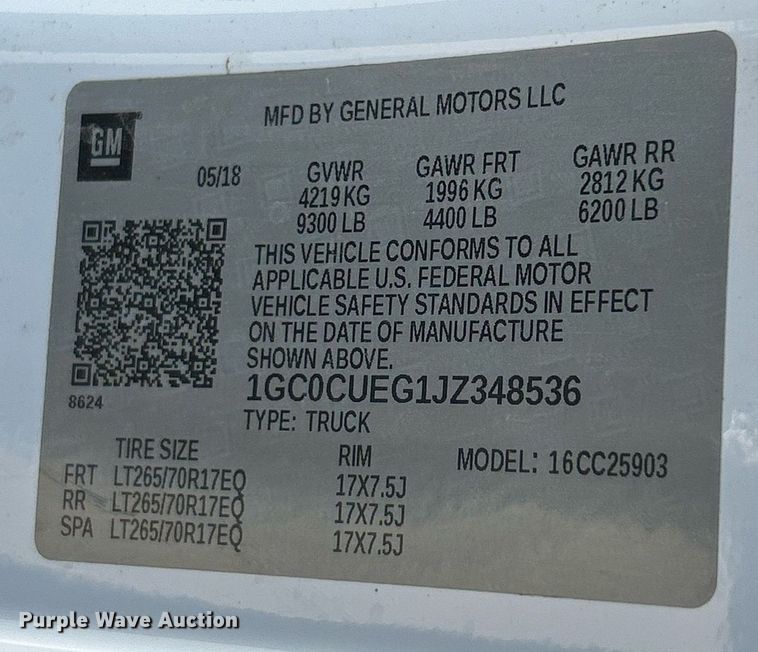 MFD BY GENERAL MOTORS LLC
GM
05/18 GVWR GAWR FRT GAWR RR
4219 KG 1996 KG 2812 KG
9300 LB 4400 LB 6200 LB
THIS VEHICLE CONFORMS TO ALL
APPLICABLE U.S. FEDERAL MOTOR
VEHICLE SAFETY STANDARDS IN EFFECT
ON THE DATE OF MANUFACTURE
SHOWN ABOVE.
8624
1GC0CUEG1JZ348536
TYPE: TRUCK
TIRE SIZE RIM MODEL: 16CC25903
FRT LT265/70R17EQ 17X7.5J
RR LT265/70R17EQ 17X7.5J
SPA LT265/70R17EQ 17X7.5J
Purple Wave Auction